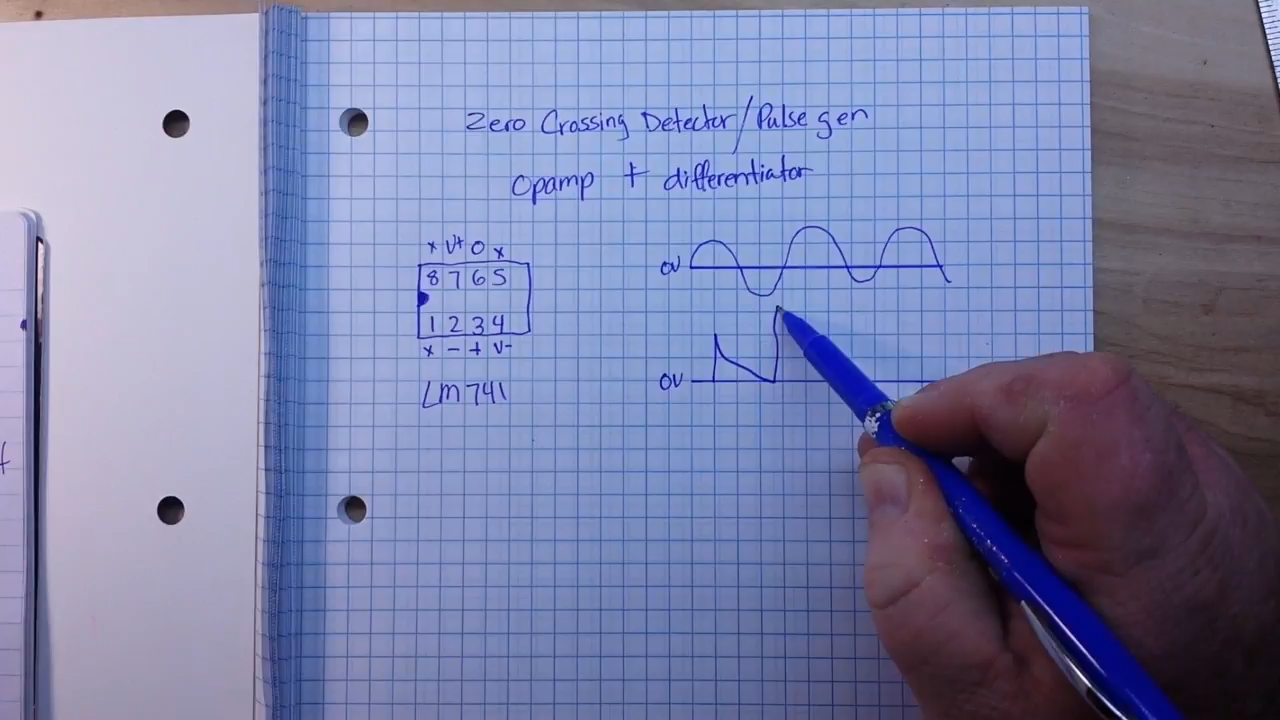 Zero Crossing Detector/Pulse gen
Opamp + differentiator
x V+ O x
8 7 6 5
1 2 3 4
x - + V-
LM741
0V
0V